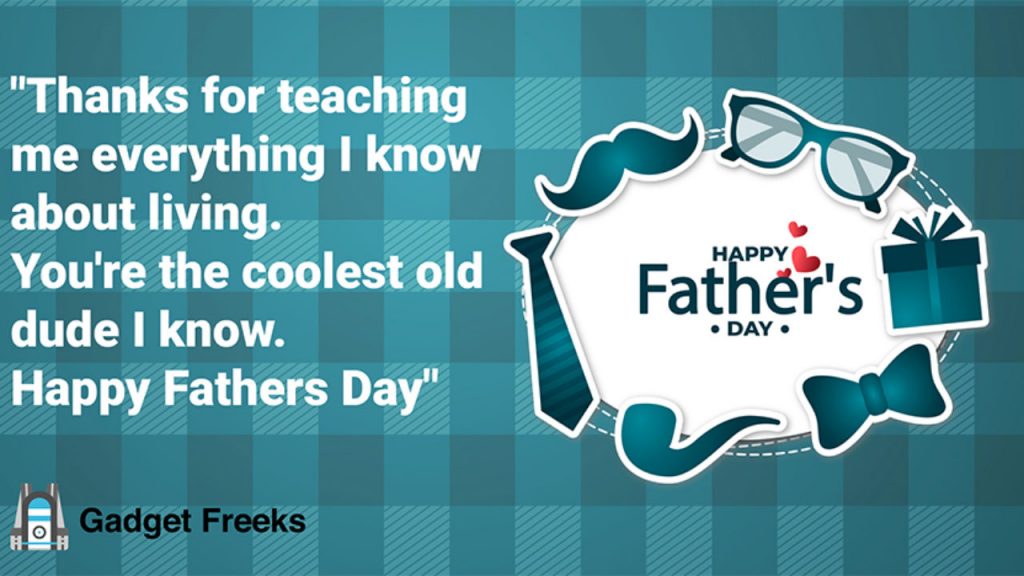 "Thanks for teaching
me everything I know
about living.
You're the coolest old
dude I know.
Happy Fathers Day"
HAPPY
Father's
• DAY •
Gadget Freeks